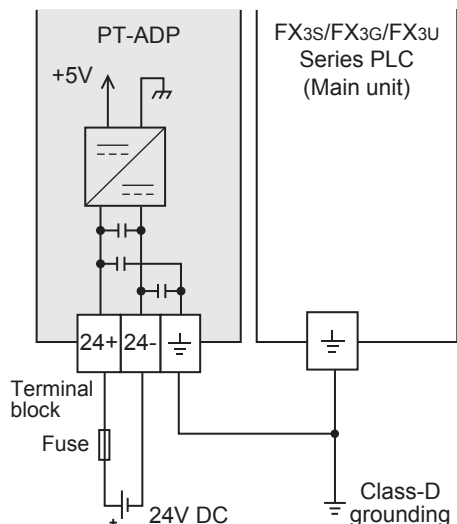 PT-ADP
FX3S/FX3G/FX3U
Series PLC
(Main unit)
+5V
24+ 24-
Terminal
block
Fuse
+
24V DC
Class-D
grounding